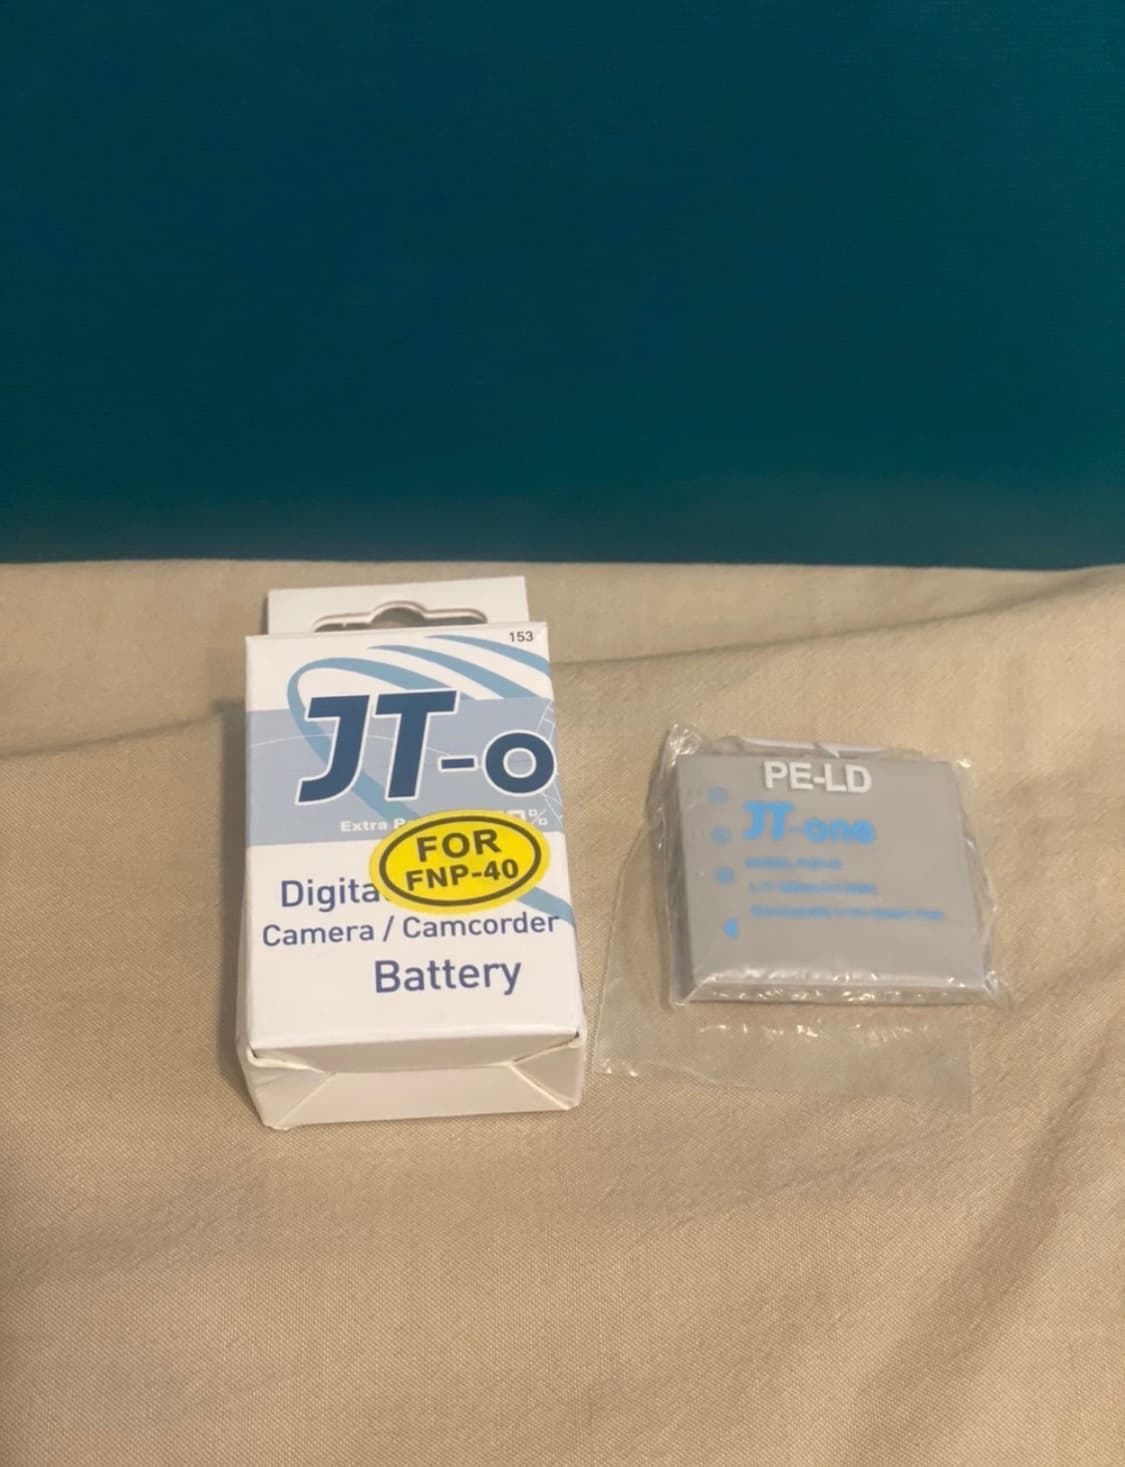 153
JT-o
Extra
FOR
FNP-40
Digita
Camera / Camcorder
Battery
PE-LD
JT-one